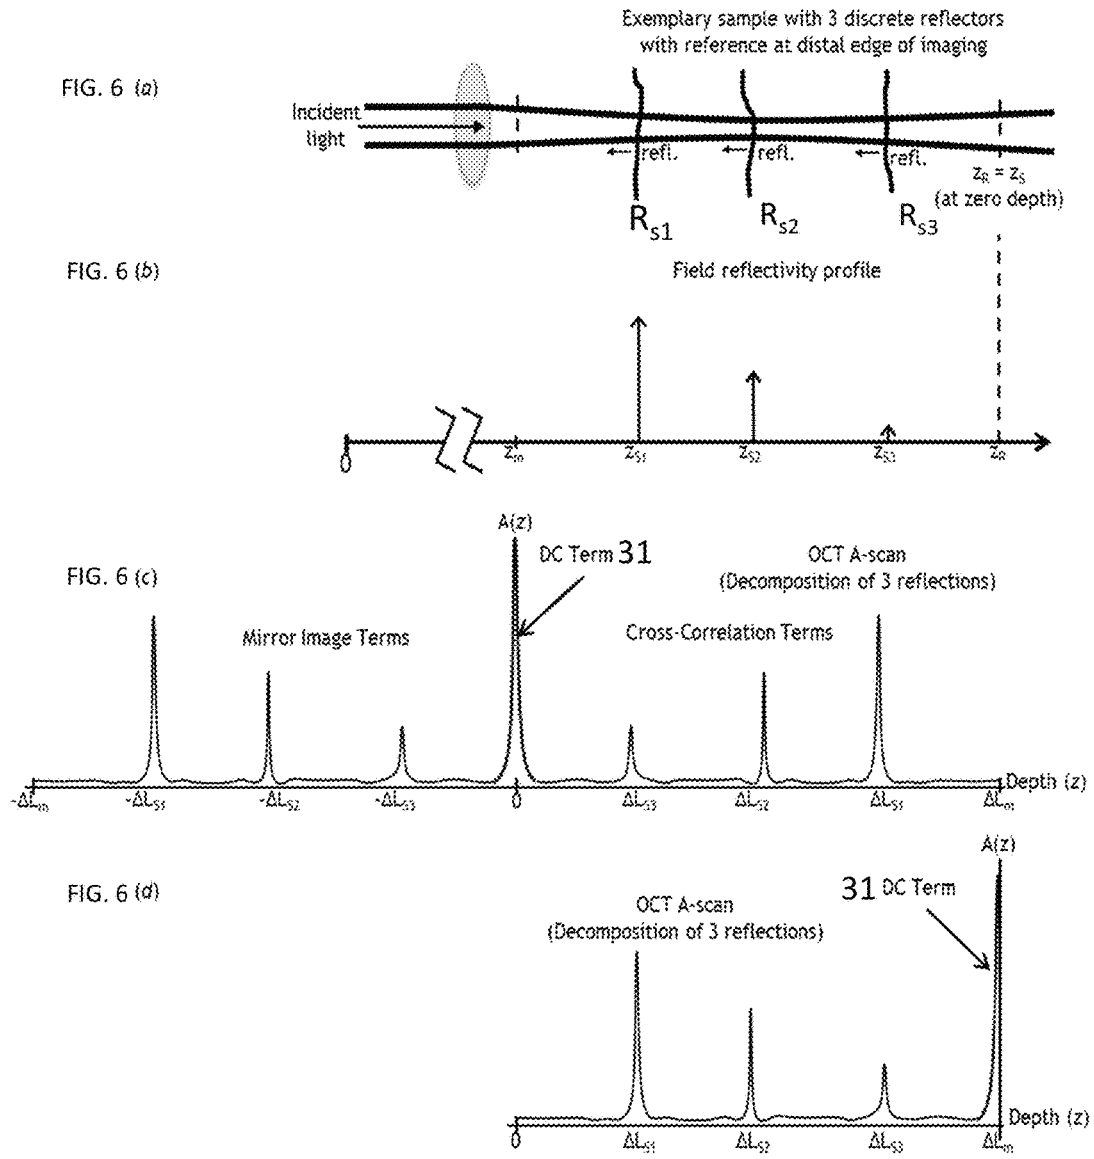 Exemplary sample with 3 discrete reflectors
with reference at distal edge of imaging
FIG. 6 (a)
Incident
light
refl.
refl.
refl.
z_R = z_S
(at zero depth)
R_s1
R_s2
R_s3
FIG. 6 (b)
Field reflectivity profile
0
z_m
z_S1
z_S2
z_S3
z_R
A(z)
DC Term 31
OCT A-scan
(Decomposition of 3 reflections)
FIG. 6 (c)
Mirror Image Terms
Cross-Correlation Terms
Depth (z)
-ΔL_m
-ΔL_S1
-ΔL_S2
-ΔL_S3
0
ΔL_S3
ΔL_S2
ΔL_S1
ΔL_m
A(z)
FIG. 6 (d)
31 DC Term
OCT A-scan
(Decomposition of 3 reflections)
Depth (z)
0
ΔL_S1
ΔL_S2
ΔL_S3
ΔL_m